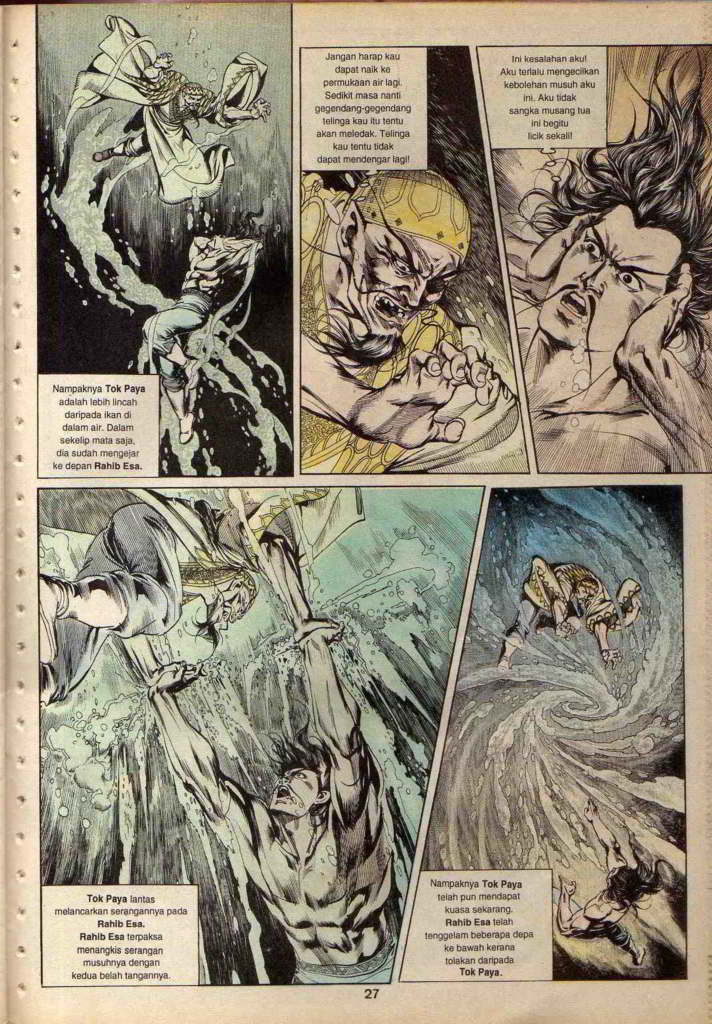 Nampaknya Tok Paya
adalah lebih lincah
daripada ikan di
dalam air. Dalam
sekelip mata saja,
dia sudah mengejar
ke depan Rahib Esa.
Jangan harap kau
dapat naik ke
permukaan air lagi.
Sedikit masa nanti
gegendang-gegendang
telinga kau itu tentu
akan meledak. Telinga
kau tentu tidak
dapat mendengar lagi!
Ini kesalahan aku!
Aku terlalu mengecilkan
kebolehan musuh aku
ini. Aku tidak
sangka musang tua
ini begitu
licik sekali!
Tok Paya lantas
melancarkan serangannya pada
Rahib Esa.
Rahib Esa terpaksa
menangkis serangan
musuhnya dengan
kedua belah tangannya.
Nampaknya Tok Paya
telah pun mendapat
kuasa sekarang.
Rahib Esa telah
tenggelam beberapa depa
ke bawah kerana
tolakan daripada
Tok Paya.
27